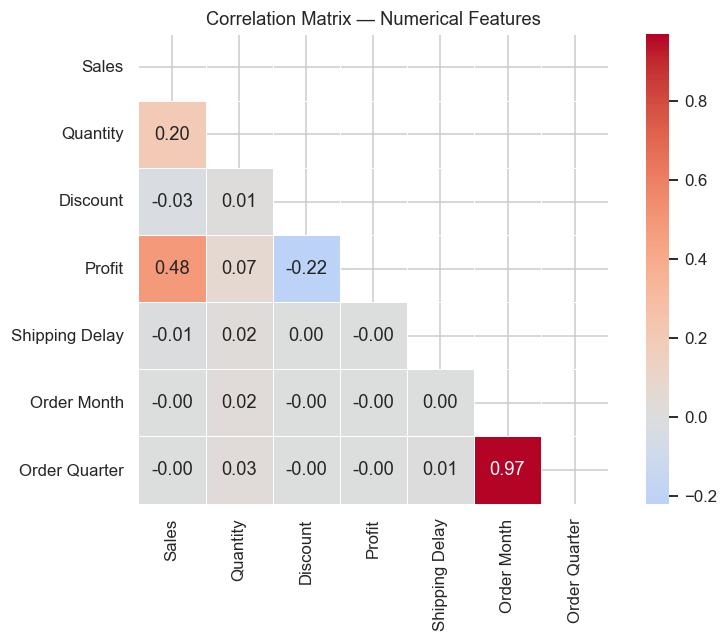 Correlation Matrix — Numerical Features
Sales
Quantity 0.20
Discount -0.03 0.01
Profit 0.48 0.07 -0.22
Shipping Delay -0.01 0.02 0.00 -0.00
Order Month -0.00 0.02 -0.00 -0.00 0.00
Order Quarter -0.00 0.03 -0.00 -0.00 0.01 0.97
Sales Quantity Discount Profit Shipping Delay Order Month Order Quarter
0.8
0.6
0.4
0.2
0.0
−0.2